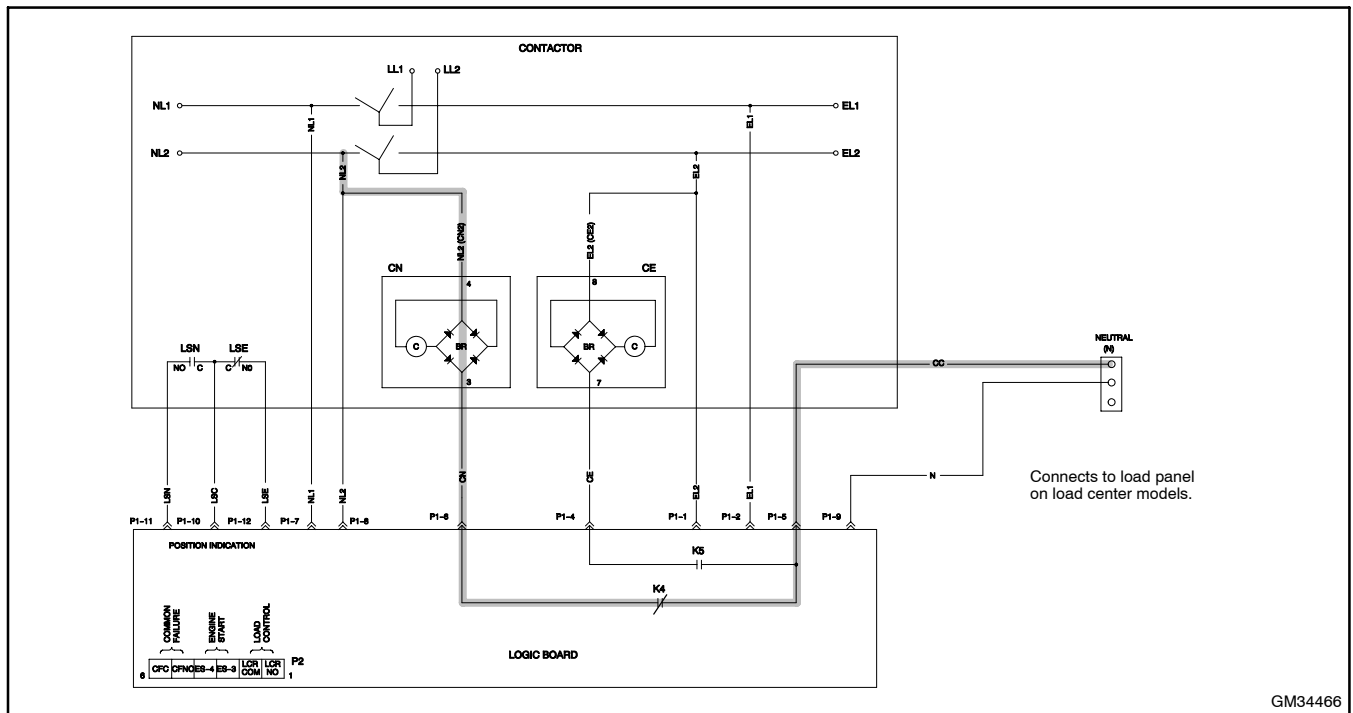 CONTACTOR
LL1 LL2
NL1 EL1
NL1 EL1
NL2 EL2
NL2 EL2
NL2 (CN2) EL2 (CE2)
CN CE
4 8
C BR BR C
3 7
LSN LSE
NO C C NO
NEUTRAL
(N)
CC
LSN LSC LSE NL1 NL2 CN CE EL2 EL1 N
Connects to load panel
on load center models.
P1-11 P1-10 P1-12 P1-7 P1-8 P1-6 P1-4 P1-1 P1-2 P1-5 P1-9
POSITION INDICATION
K5
K4
COMMON
FAILURE
ENGINE
START
LOAD
CONTROL
LOGIC BOARD
P2
6 CFC CFNO ES-4 ES-3 LCR COM LCR NO 1
GM34466